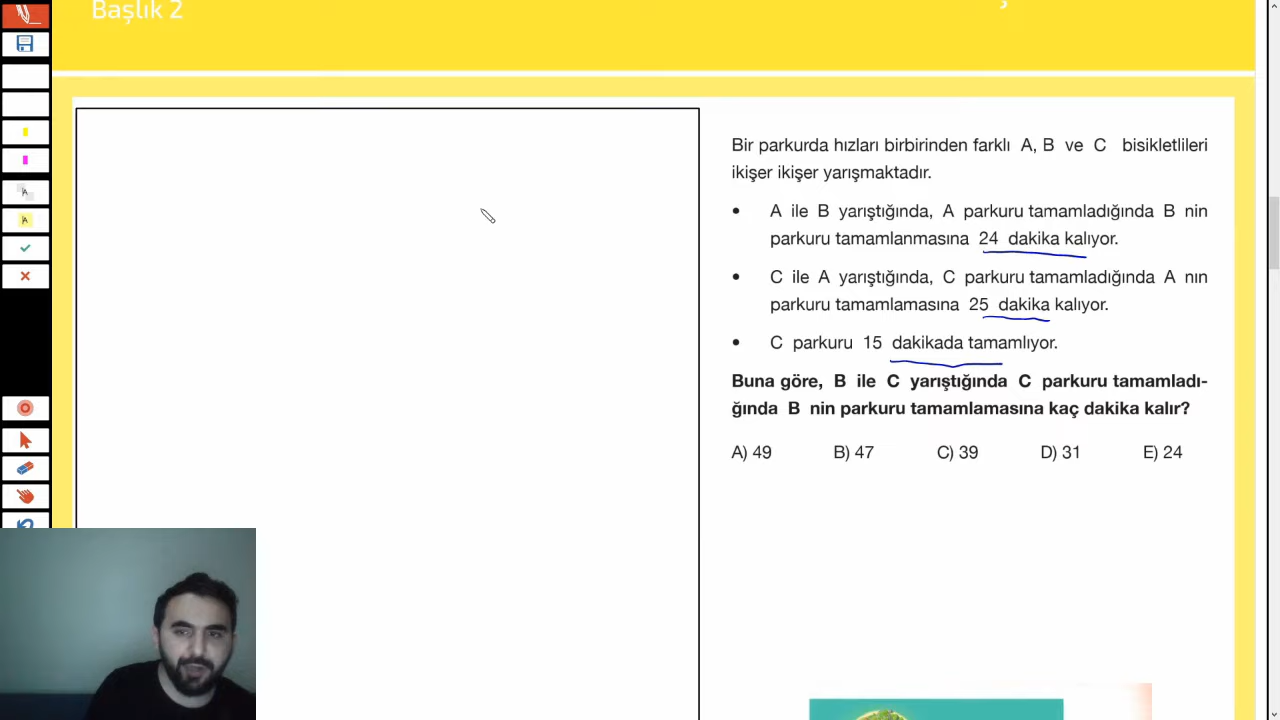 Başlık 2
Bir parkurda hızları birbirinden farklı A, B ve C bisikletlileri
ikişer ikişer yarışmaktadır.
• A ile B yarıştığında, A parkuru tamamladığında B nin
parkuru tamamlanmasına 24 dakika kalıyor.
• C ile A yarıştığında, C parkuru tamamladığında A nın
parkuru tamamlamasına 25 dakika kalıyor.
• C parkuru 15 dakikada tamamlıyor.
Buna göre, B ile C yarıştığında C parkuru tamamladı-
ğında B nin parkuru tamamlamasına kaç dakika kalır?
A) 49 B) 47 C) 39 D) 31 E) 24